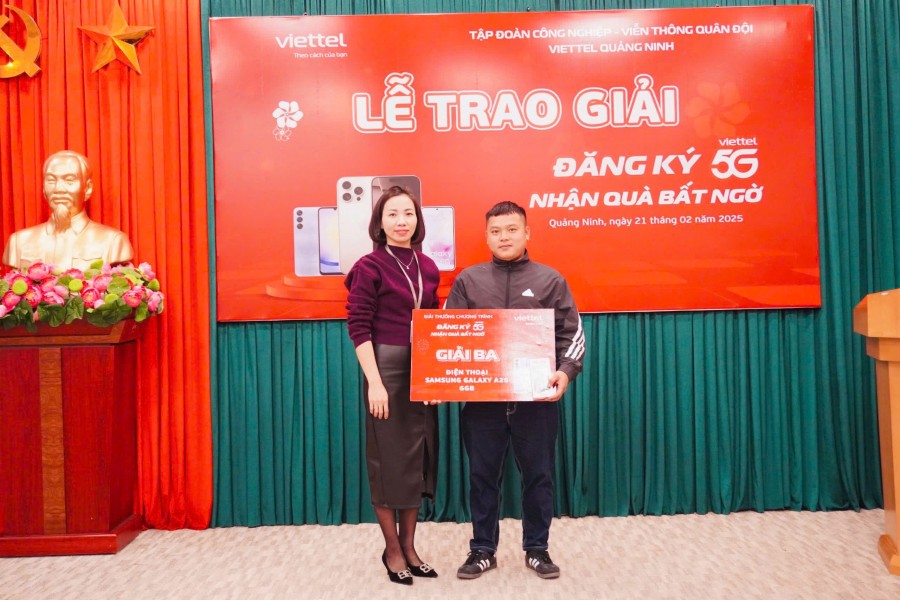 viettel
Theo cách của bạn
TẬP ĐOÀN CÔNG NGHIỆP - VIỄN THÔNG QUÂN ĐỘI
VIETTEL QUẢNG NINH
LỄ TRAO GIẢI
ĐĂNG KÝ viettel 5G
NHẬN QUÀ BẤT NGỜ
Quảng Ninh, ngày 21 tháng 02 năm 2025
GIẢI THƯỞNG CHƯƠNG TRÌNH
viettel
ĐĂNG KÝ 5G
NHẬN QUÀ BẤT NGỜ
GIẢI BA
ĐIỆN THOẠI
SAMSUNG GALAXY
6GB